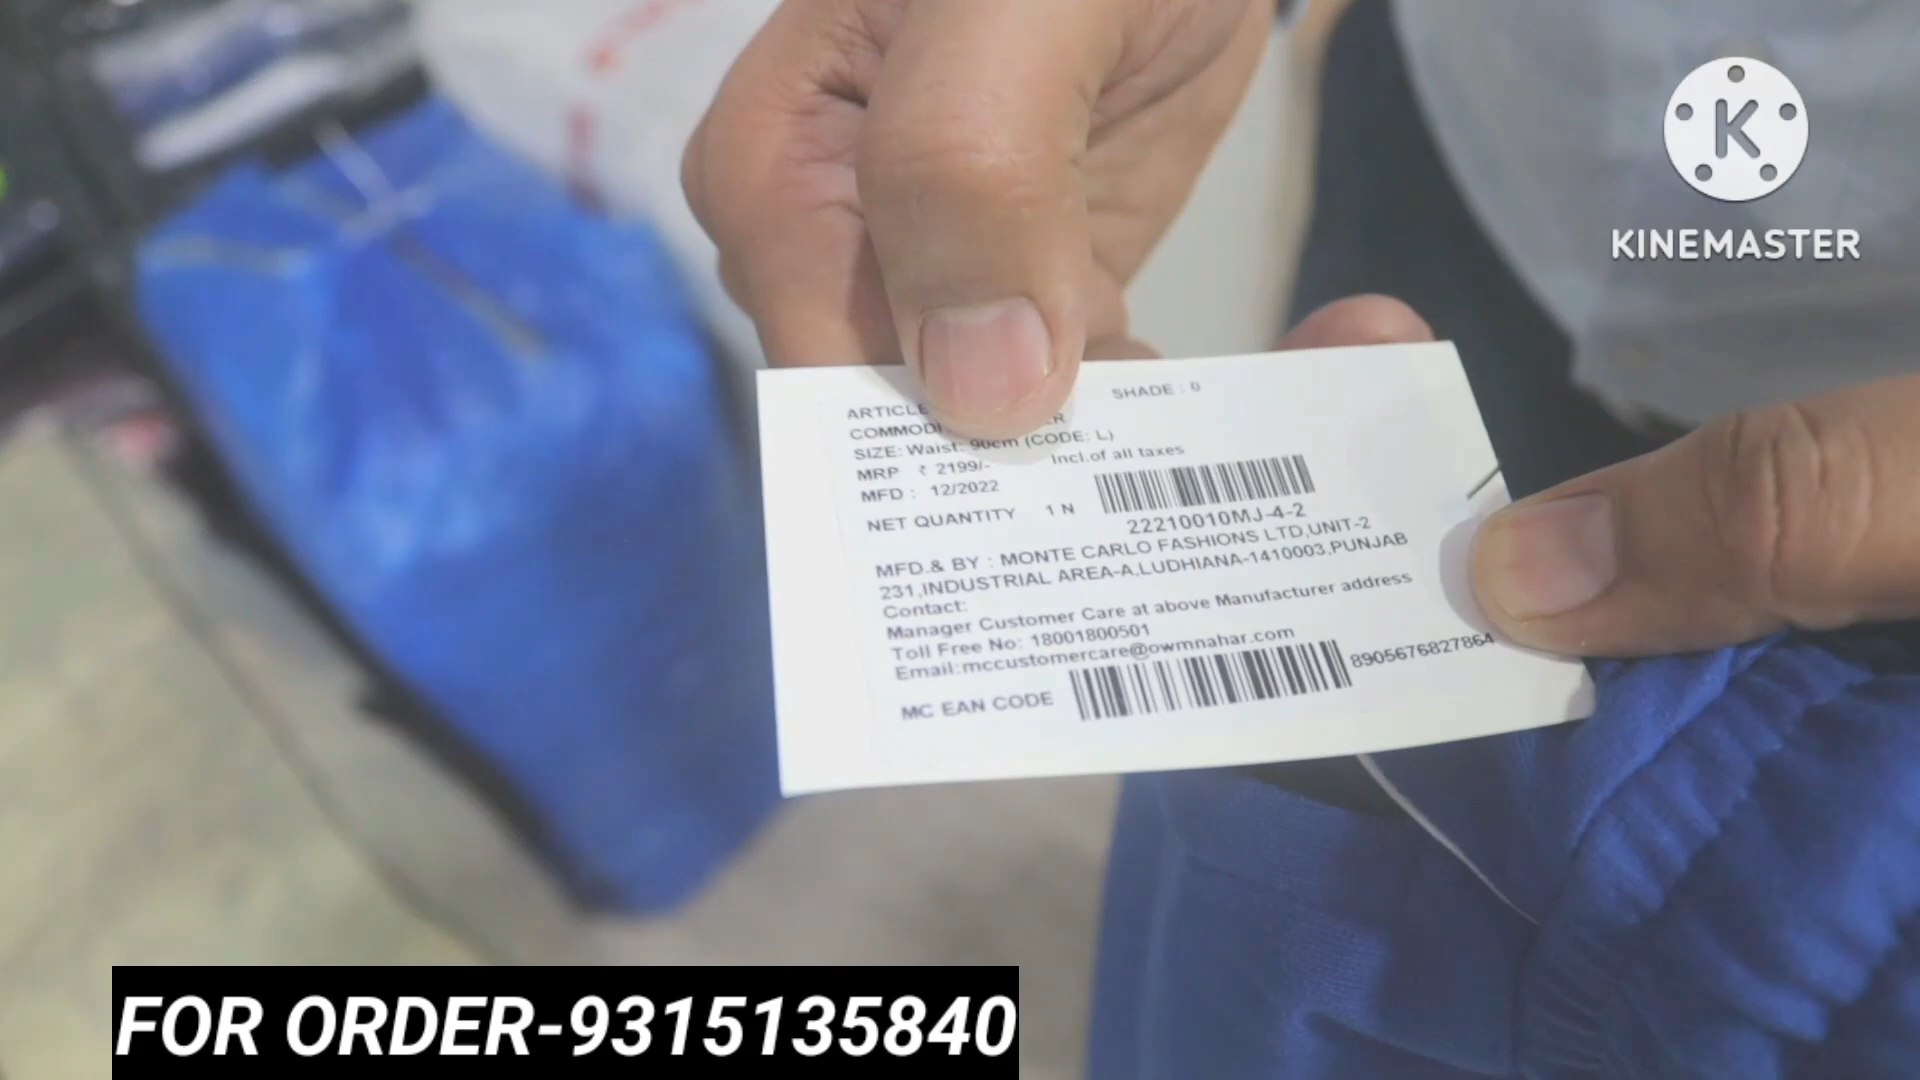 K
KINEMASTER
SHADE : 0
ARTICLE
COMMODI
SIZE: Waist: 90cm (CODE: L)
MRP ₹ 2199/- Incl.of all taxes
MFD : 12/2022
NET QUANTITY 1 N
22210010MJ-4-2
MFD.& BY : MONTE CARLO FASHIONS LTD,UNIT-2
231,INDUSTRIAL AREA-A,LUDHIANA-1410003,PUNJAB
Contact:
Manager Customer Care at above Manufacturer address
Toll Free No: 18001800501
Email:mccustomercare@owmnahar.com
MC EAN CODE 8905676827864
FOR ORDER-9315135840